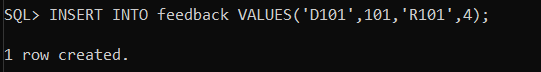 SQL> INSERT INTO feedback VALUES('D101',101,'R101',4);
1 row created.